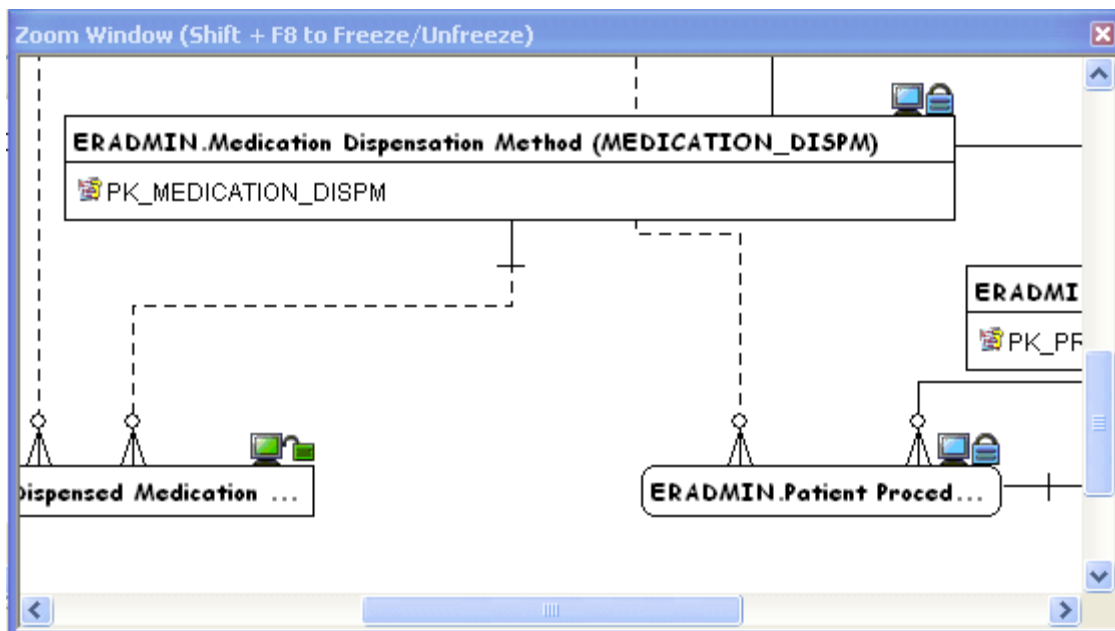 Zoom Window (Shift + F8 to Freeze/Unfreeze)
ERADMIN.Medication Dispensation Method (MEDICATION_DISPM)
PK_MEDICATION_DISPM
ERADMI
PK_PR
Dispensed Medication ...
ERADMIN.Patient Proced...